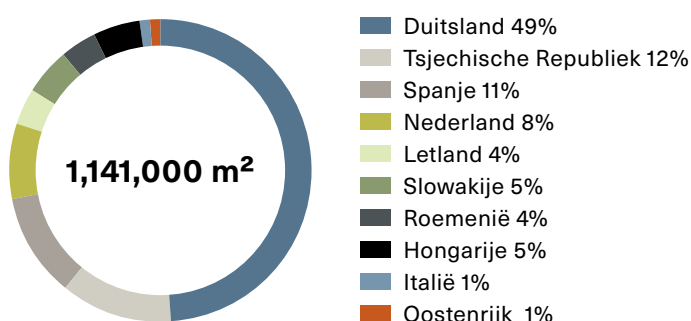 1,141,000 m²
Duitsland 49%
Tsjechische Republiek 12%
Spanje 11%
Nederland 8%
Letland 4%
Slowakije 5%
Roemenië 4%
Hongarije 5%
Italië 1%
Oostenrijk 1%